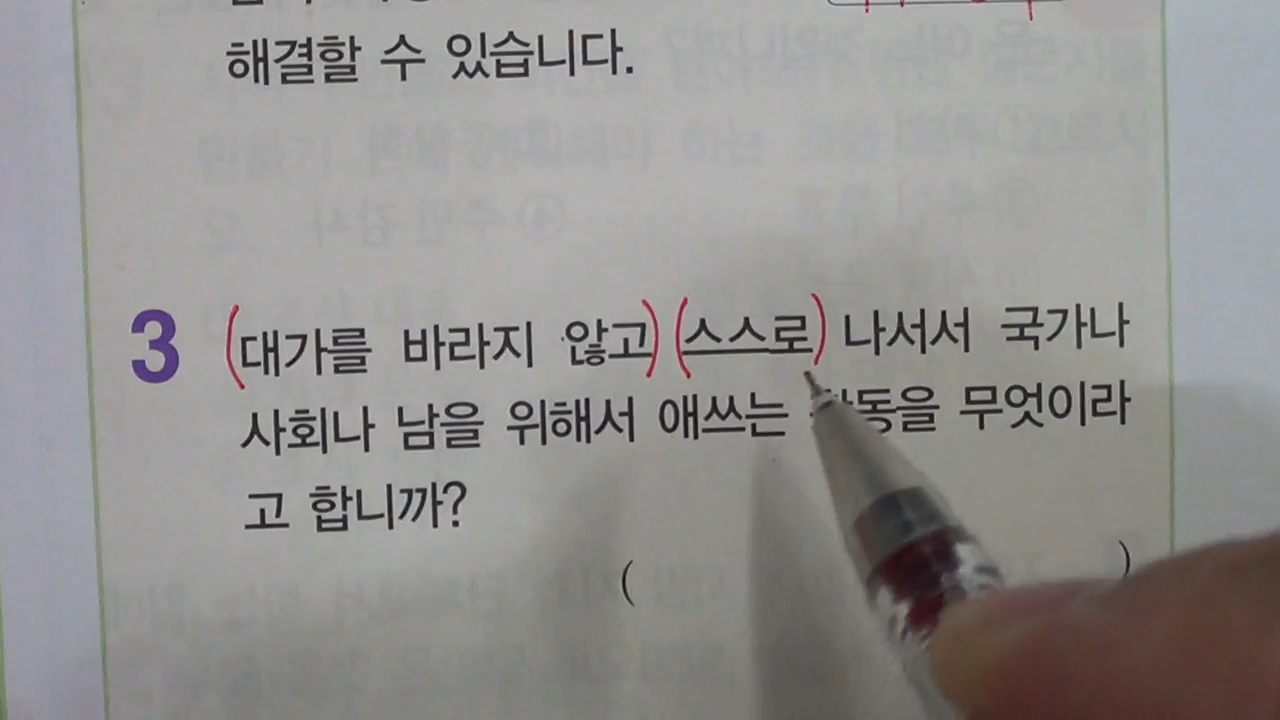 해결할 수 있습니다.
3 (대가를 바라지 않고) (스스로) 나서서 국가나
사회나 남을 위해서 애쓰는 을 무엇이라
고 합니까?
( )